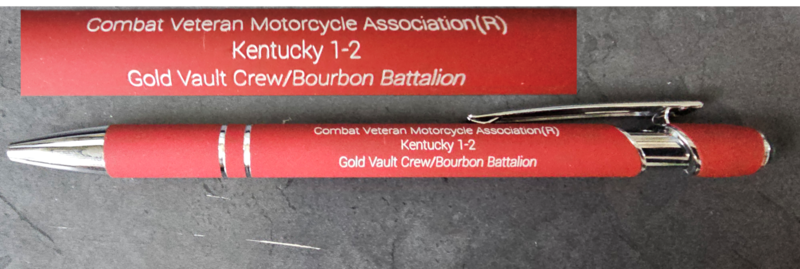 Combat Veteran Motorcycle Association(R)
Kentucky 1-2
Gold Vault Crew/Bourbon Battalion
Combat Veteran Motorcycle Association(R)
Kentucky 1-2
Gold Vault Crew/Bourbon Battalion